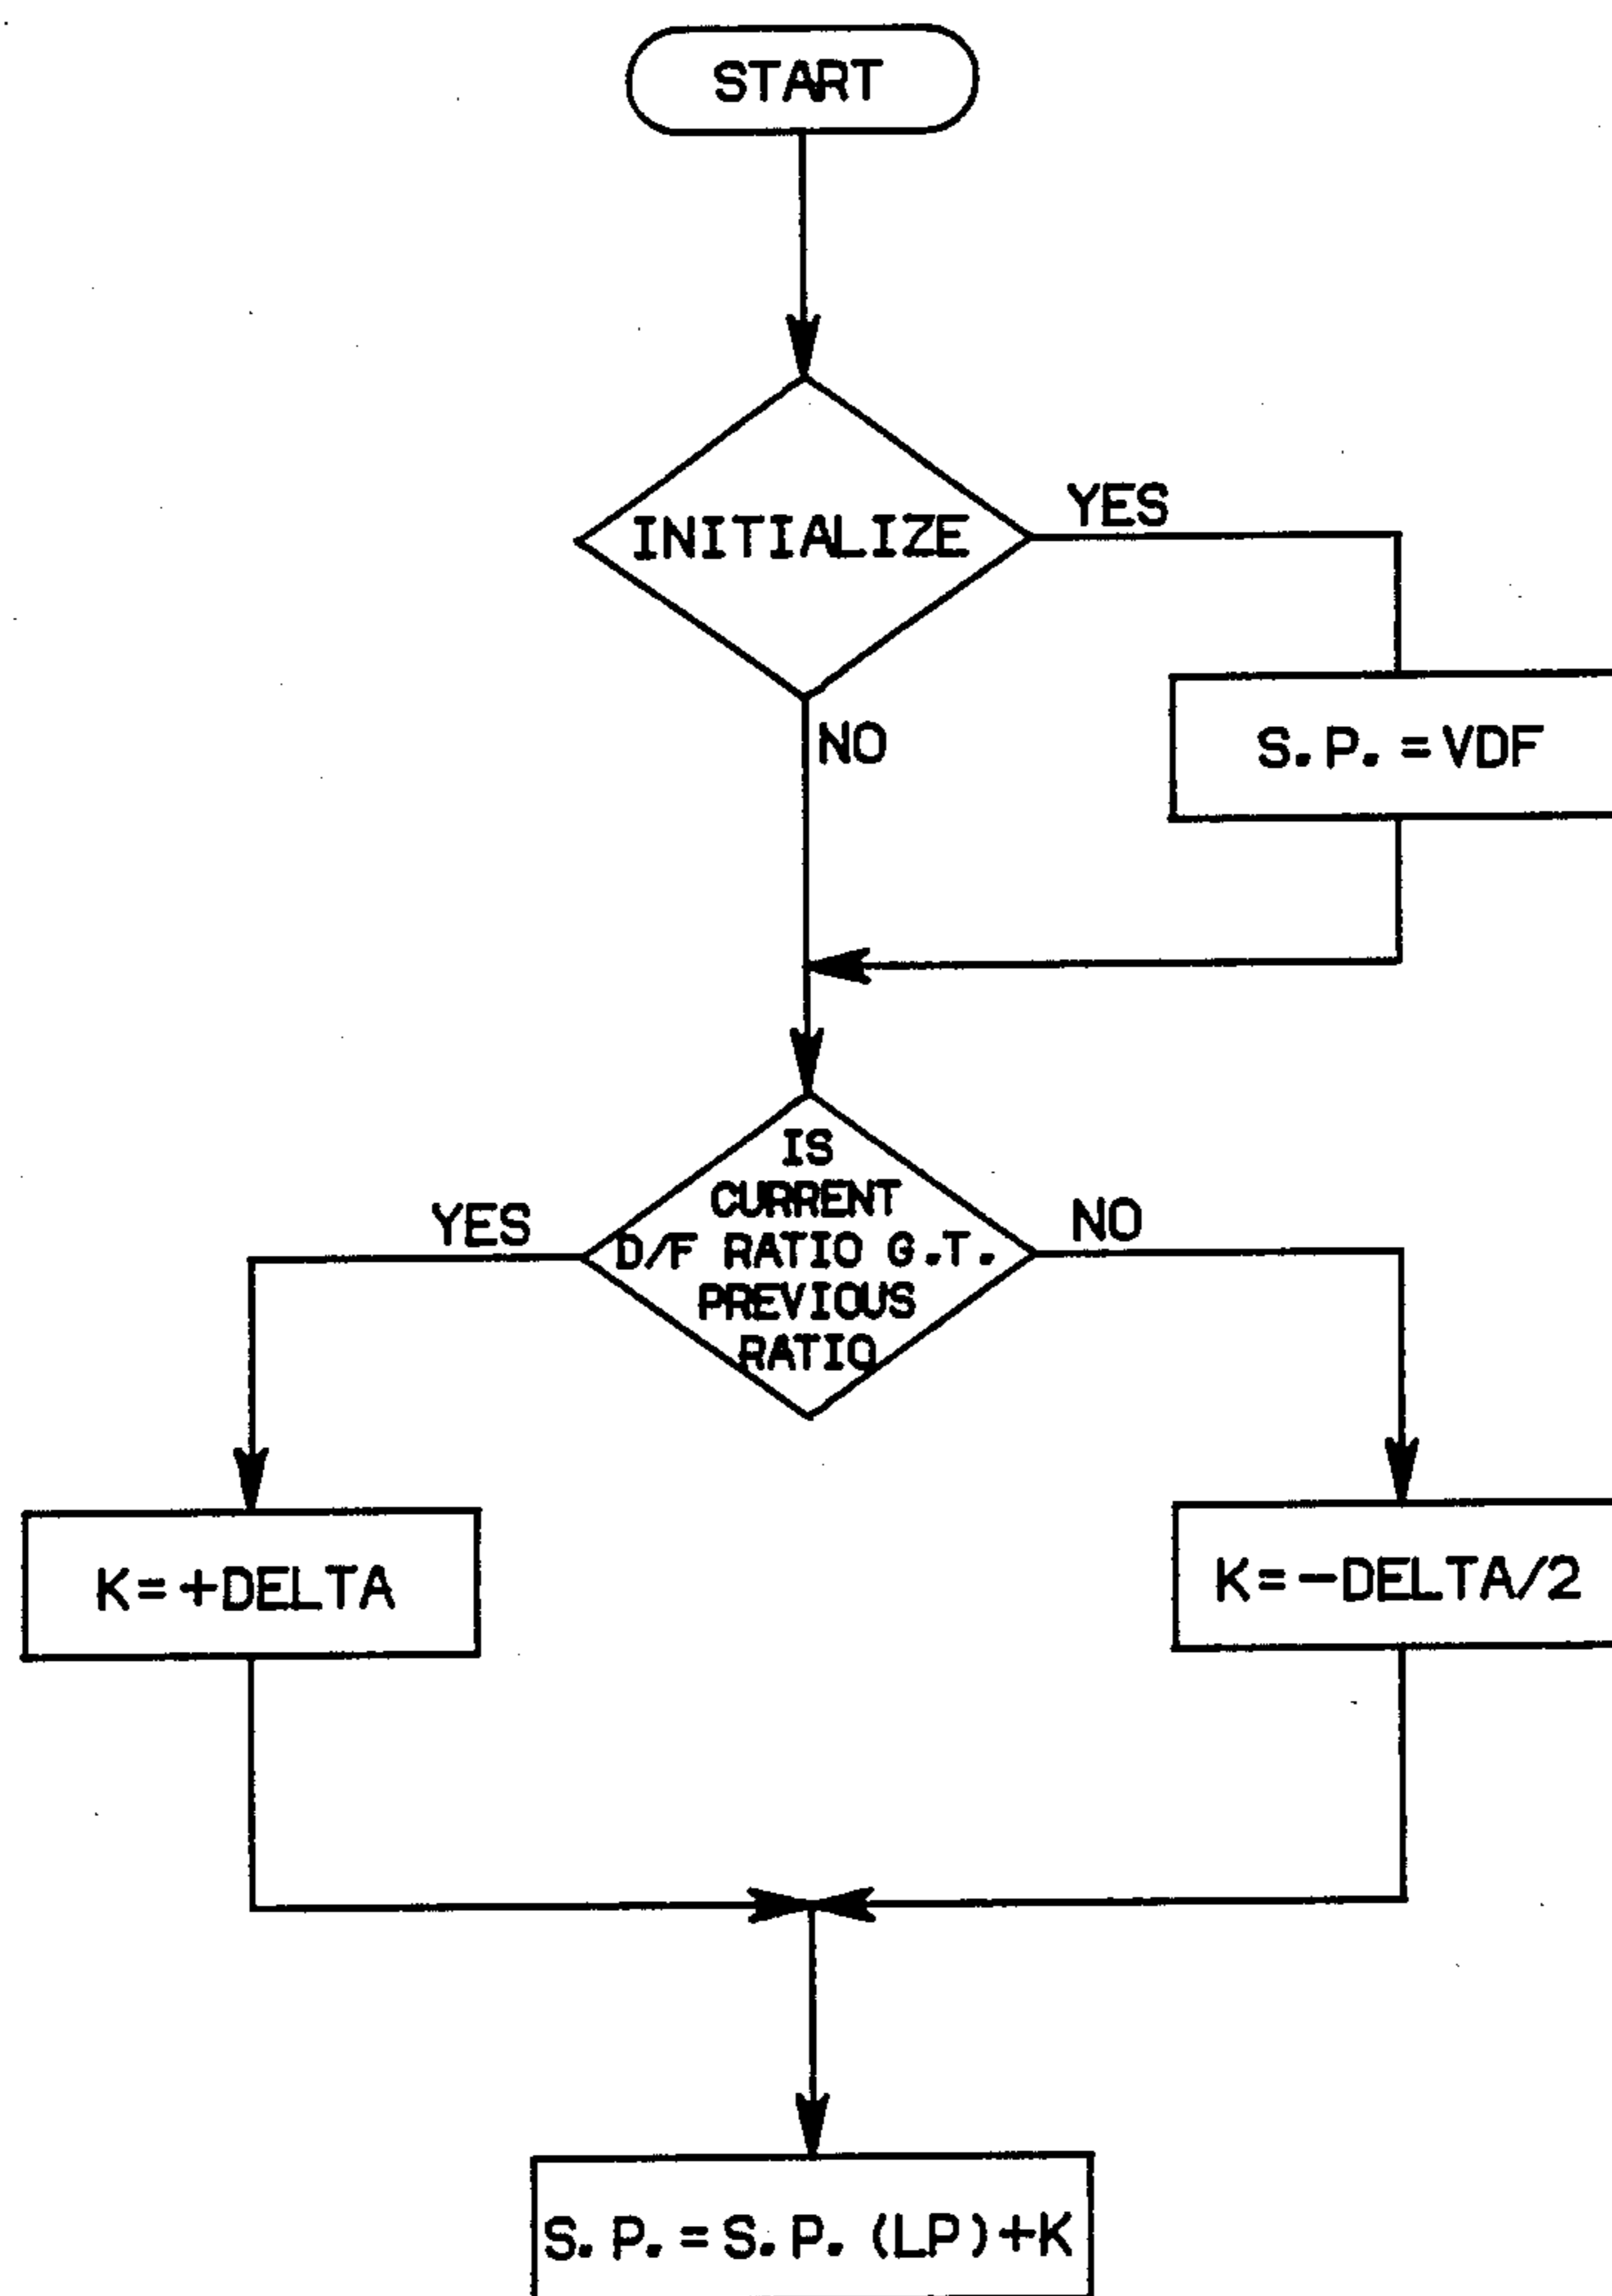 START
INITIALIZE
YES
NO
S.P.=VDF
IS
CURRENT
D/F RATIO G.T.
PREVIOUS
RATIO
YES
NO
K=+DELTA
K=-DELTA/2
S.P.=S.P.(LP)+K